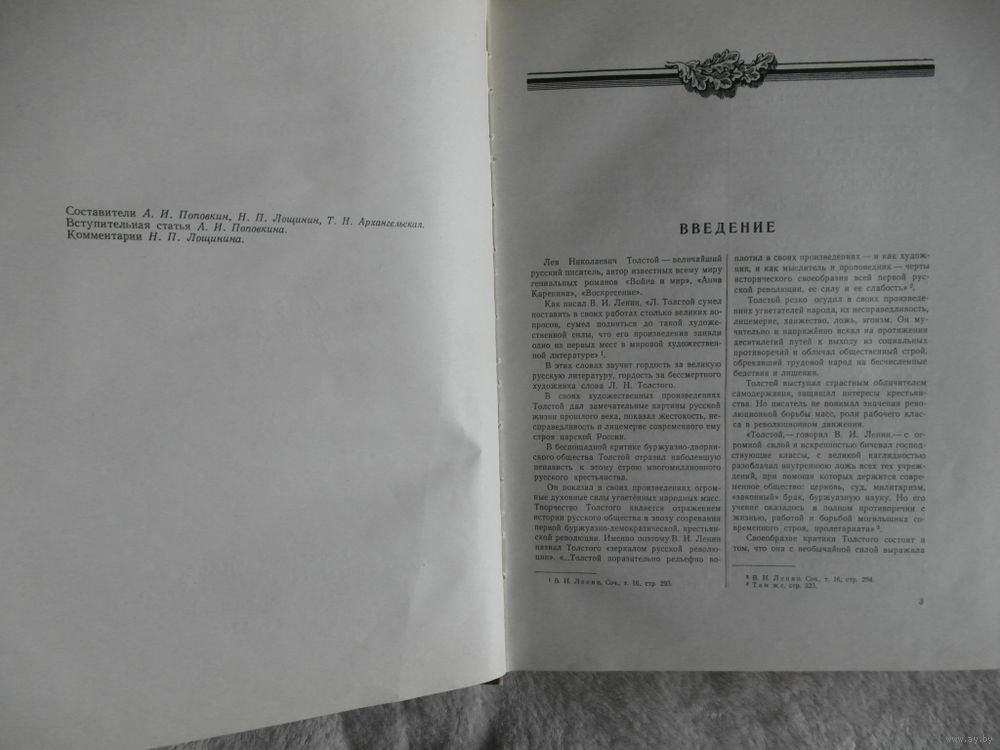 Составители А. И. Поповкин, Н. П. Лощинин, Т. Н. Архангельская.
Вступительная статья А. И. Поповкина.
Комментарии Н. П. Лощинина.
ВВЕДЕНИЕ
Лев Николаевич Толстой — величайший
русский писатель, автор известных всему миру
гениальных романов «Война и мир», «Анна
Каренина», «Воскресение».
Как писал В. И. Ленин, «Л. Толстой сумел
поставить в своих работах столько великих во-
просов, сумел подняться до такой художе-
ственной силы, что его произведения заняли
одно из первых мест в мировой художествен-
ной литературе» ¹.
В этих словах звучит гордость за великую
русскую литературу, гордость за бессмертного
художника слова Л. Н. Толстого.
В своих художественных произведениях
Толстой дал замечательные картины русской
жизни прошлого века, показал жестокость, не-
справедливость и лицемерие современного ему
строя царской России.
В беспощадной критике буржуазно-дворян-
ского общества Толстой отразил наболевшую
ненависть к этому строю многомиллионного
русского крестьянства.
Он показал в своих произведениях огром-
ные духовные силы угнетённых народных масс.
Творчество Толстого является отражением
истории русского общества в эпоху созревания
первой буржуазно-демократической, крестьян-
ской революции. Именно поэтому В. И. Ленин
назвал Толстого «зеркалом русской револю-
ции». «...Толстой поразительно рельефно во-
¹ В. И. Ленин, Соч., т. 16, стр. 293.
плотил в своих произведениях — и как худож-
ник, и как мыслитель и проповедник — черты
исторического своеобразия всей первой рус-
ской революции, ее силу и ее слабость» ².
Толстой резко осудил в своих произведе-
ниях угнетателей народа, их несправедливость,
лицемерие, ханжество, ложь, эгоизм. Он му-
чительно и напряжённо искал на протяжении
десятилетий путей к выходу из социальных
противоречий и обличал общественный строй,
обрекавший трудовой народ на бесчисленные
бедствия и лишения.
Толстой выступал страстным обличителем
самодержавия, защищал интересы крестьян-
ства. Но писатель не понимал значения рево-
люционной борьбы масс, роли рабочего клас-
са в революционном движении.
«Толстой,— говорил В. И. Ленин,— с ог-
ромной силой и искренностью бичевал господ-
ствующие классы, с великой наглядностью
разоблачал внутреннюю ложь всех тех учреж-
дений, при помощи которых держится совре-
менное общество: церковь, суд, милитаризм,
«законный» брак, буржуазную науку. Но его
учение оказалось в полном противоречии с
жизнью, работой и борьбой могильщика со-
временного строя, пролетариата» ³.
Своеобразие критики Толстого состоит в
том, что она с необычайной силой выражала
² В. И. Ленин, Соч., т. 16, стр. 294.
³ Там же, стр. 323.
3
www.ay.by